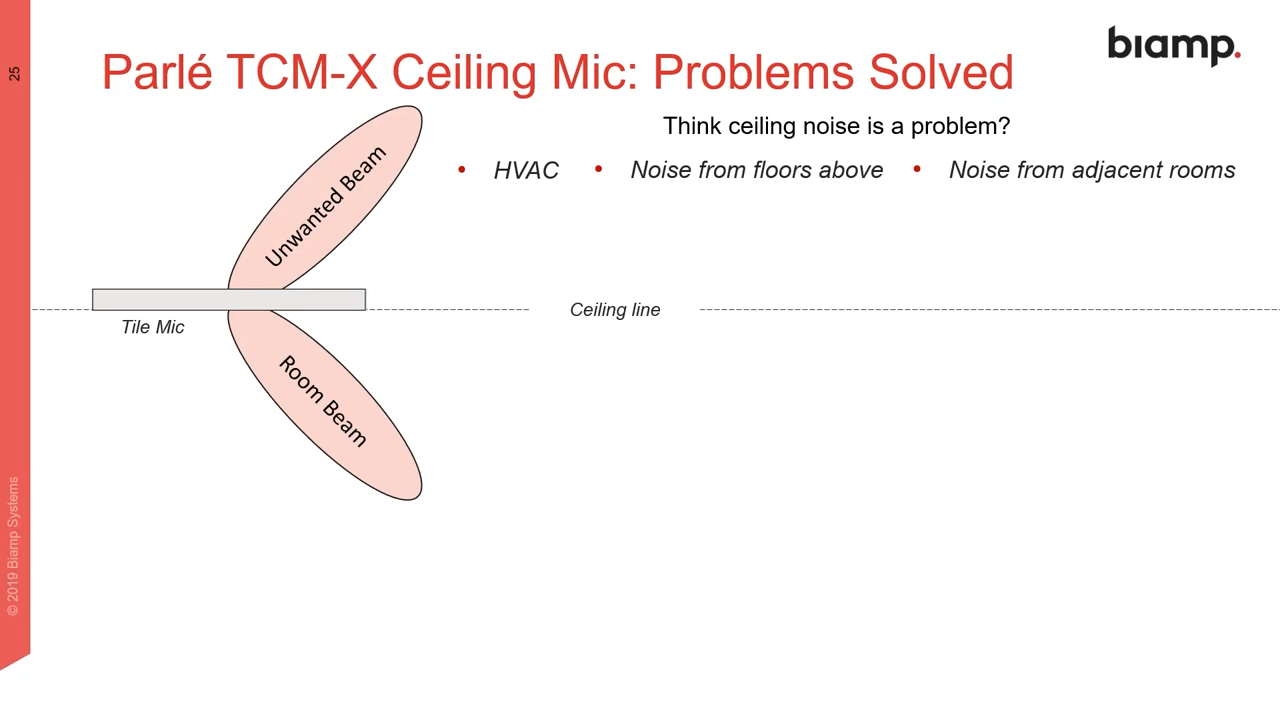 25
Parlé TCM-X Ceiling Mic: Problems Solved
biamp.
Think ceiling noise is a problem?
• HVAC • Noise from floors above • Noise from adjacent rooms
Unwanted Beam
Ceiling line
Tile Mic
Room Beam
© 2019 Biamp Systems